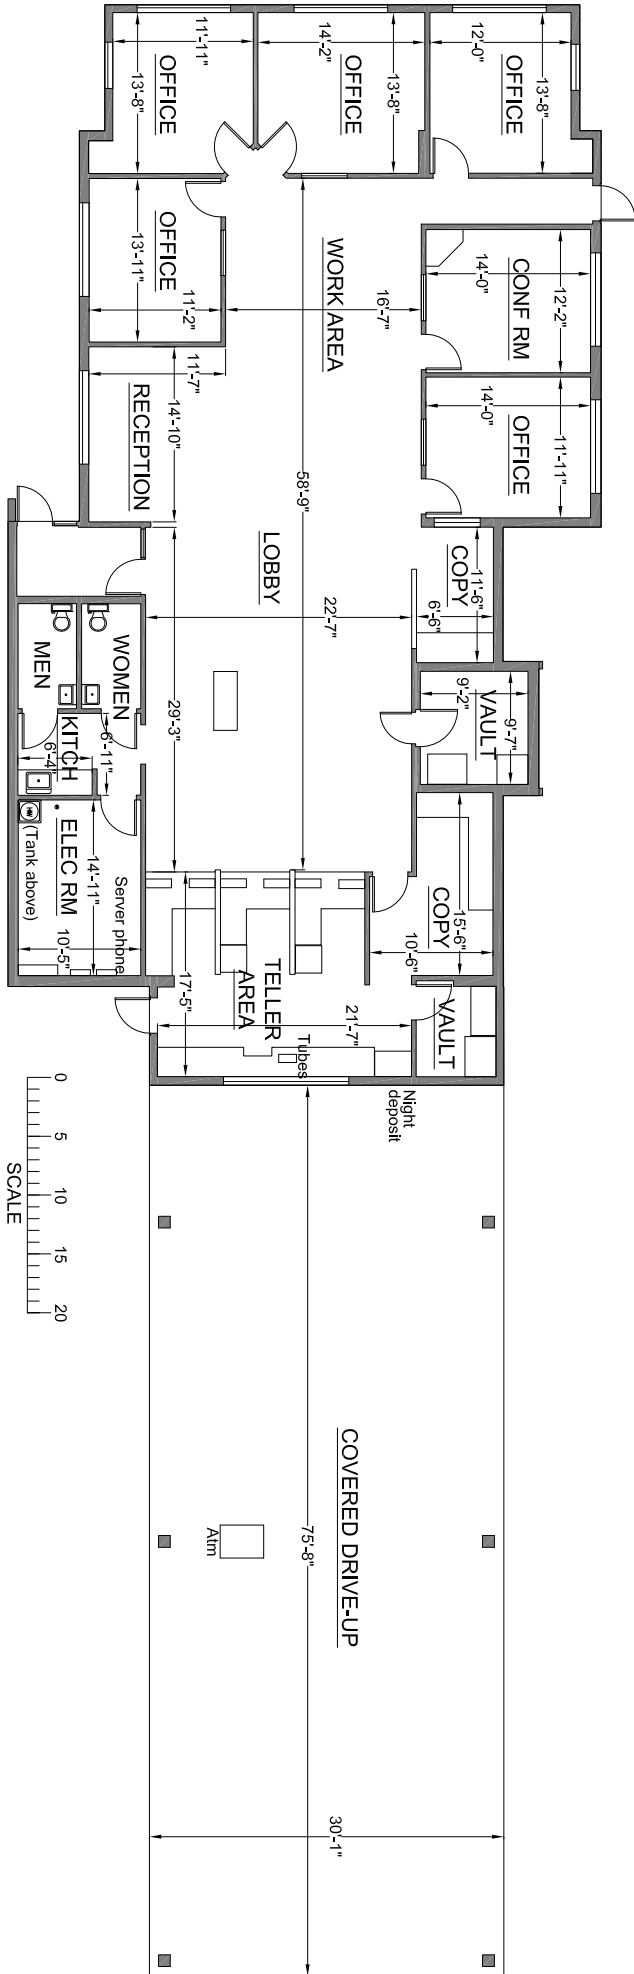 OFFICE
11'-11"
13'-8"
OFFICE
14'-2"
13'-8"
OFFICE
12'-0"
13'-8"
OFFICE
13'-11"
11'-2"
WORK AREA
16'-7"
CONF RM
14'-0"
12'-2"
OFFICE
14'-0"
11'-11"
RECEPTION
11'-7"
14'-10"
58'-9"
LOBBY
22'-7"
29'-3"
COPY
11'-6"
6'-6"
VAULT
9'-2"
9'-7"
MEN
WOMEN
KITCH
6'-4"
6'-11"
ELEC RM
14'-11"
10'-5"
(Tank above)
HW
Server phone
COPY
15'-6"
10'-6"
TELLER
AREA
17'-5"
21'-7"
Tubes
VAULT
Night
deposit
0 5 10 15 20
SCALE
COVERED DRIVE-UP
75'-8"
Atm
30'-1"